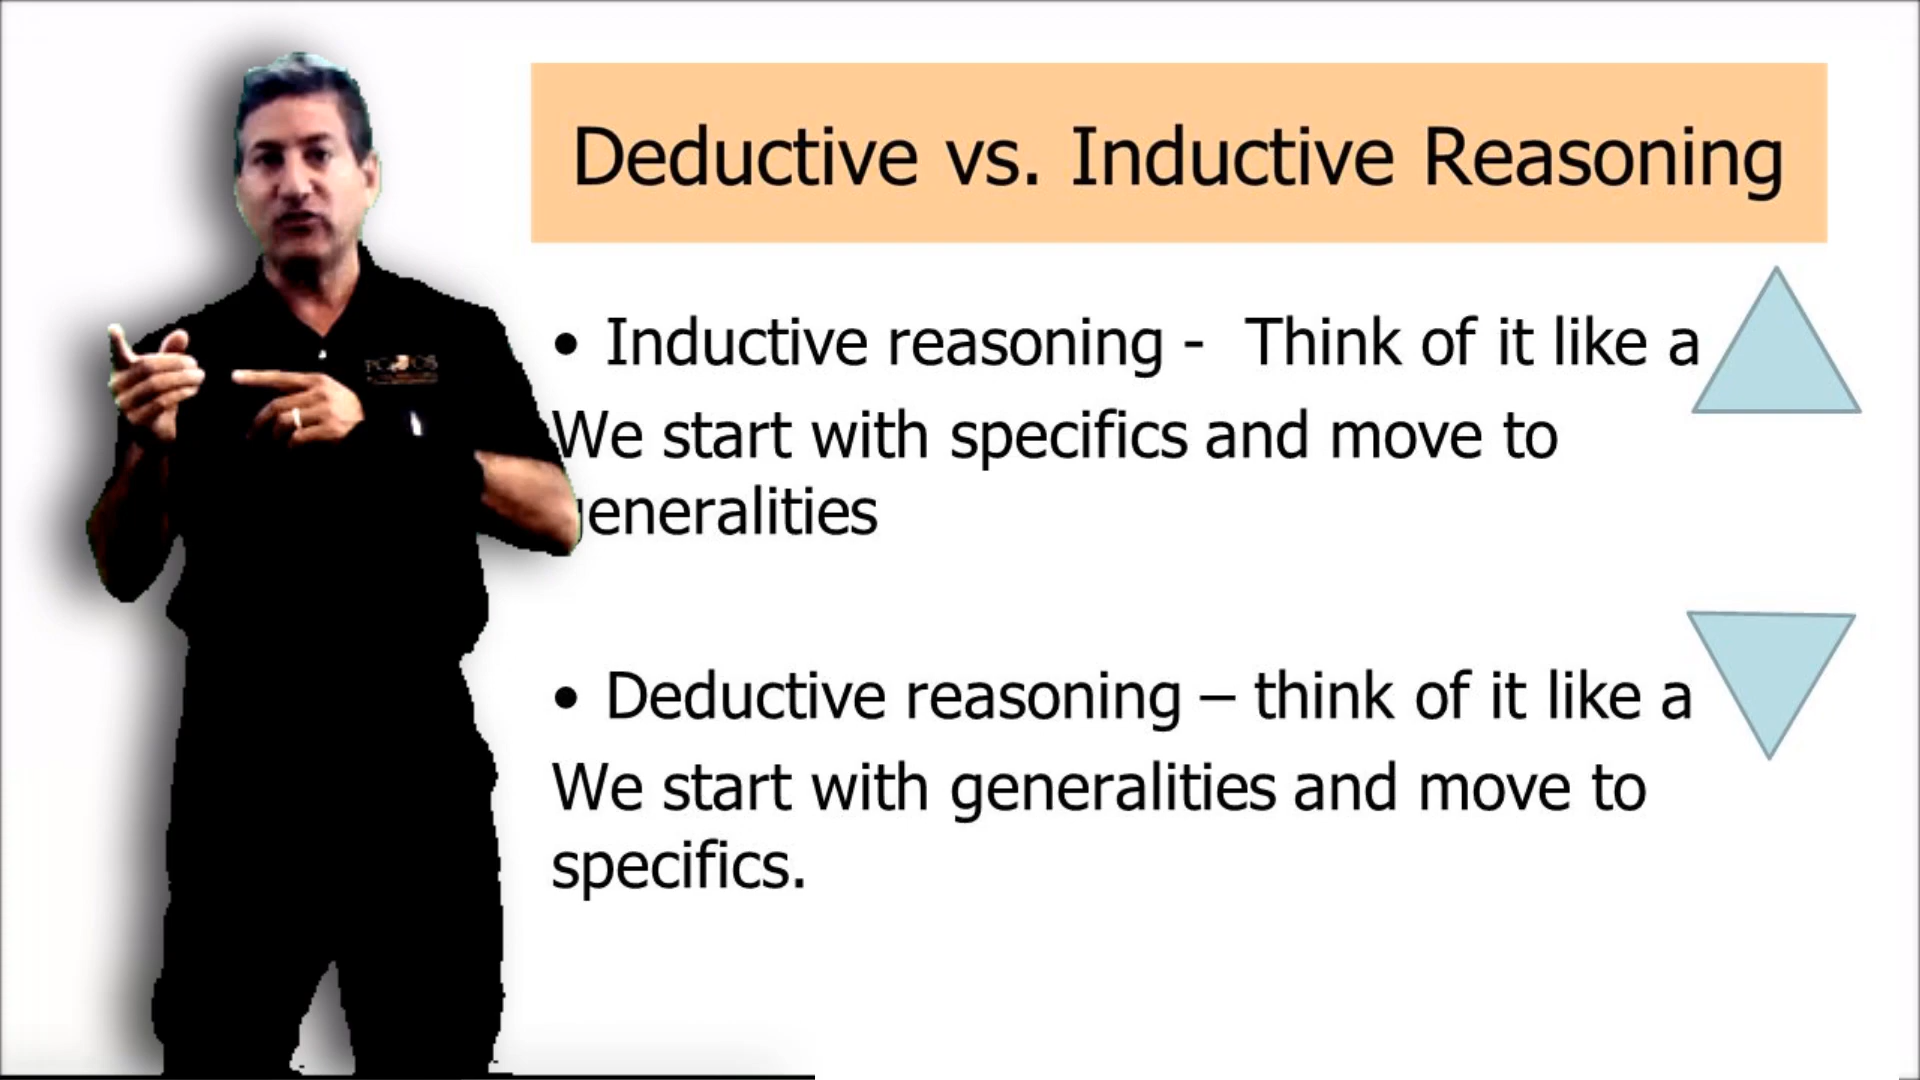 Deductive vs. Inductive Reasoning
• Inductive reasoning - Think of it like a
We start with specifics and move to
generalities
• Deductive reasoning – think of it like a
We start with generalities and move to
specifics.